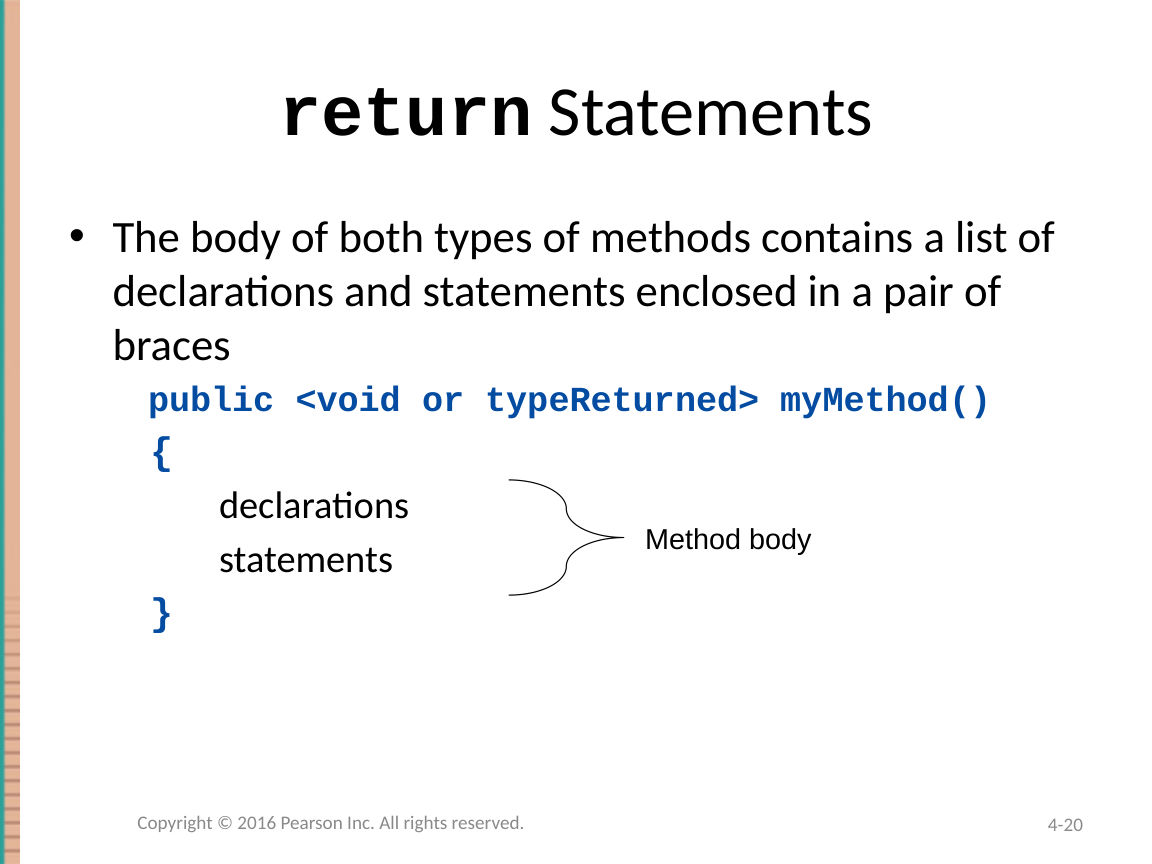 return Statements
• The body of both types of methods contains a list of
declarations and statements enclosed in a pair of
braces
public <void or typeReturned> myMethod()
{
declarations
statements
Method body
}
Copyright © 2016 Pearson Inc. All rights reserved.
4-20